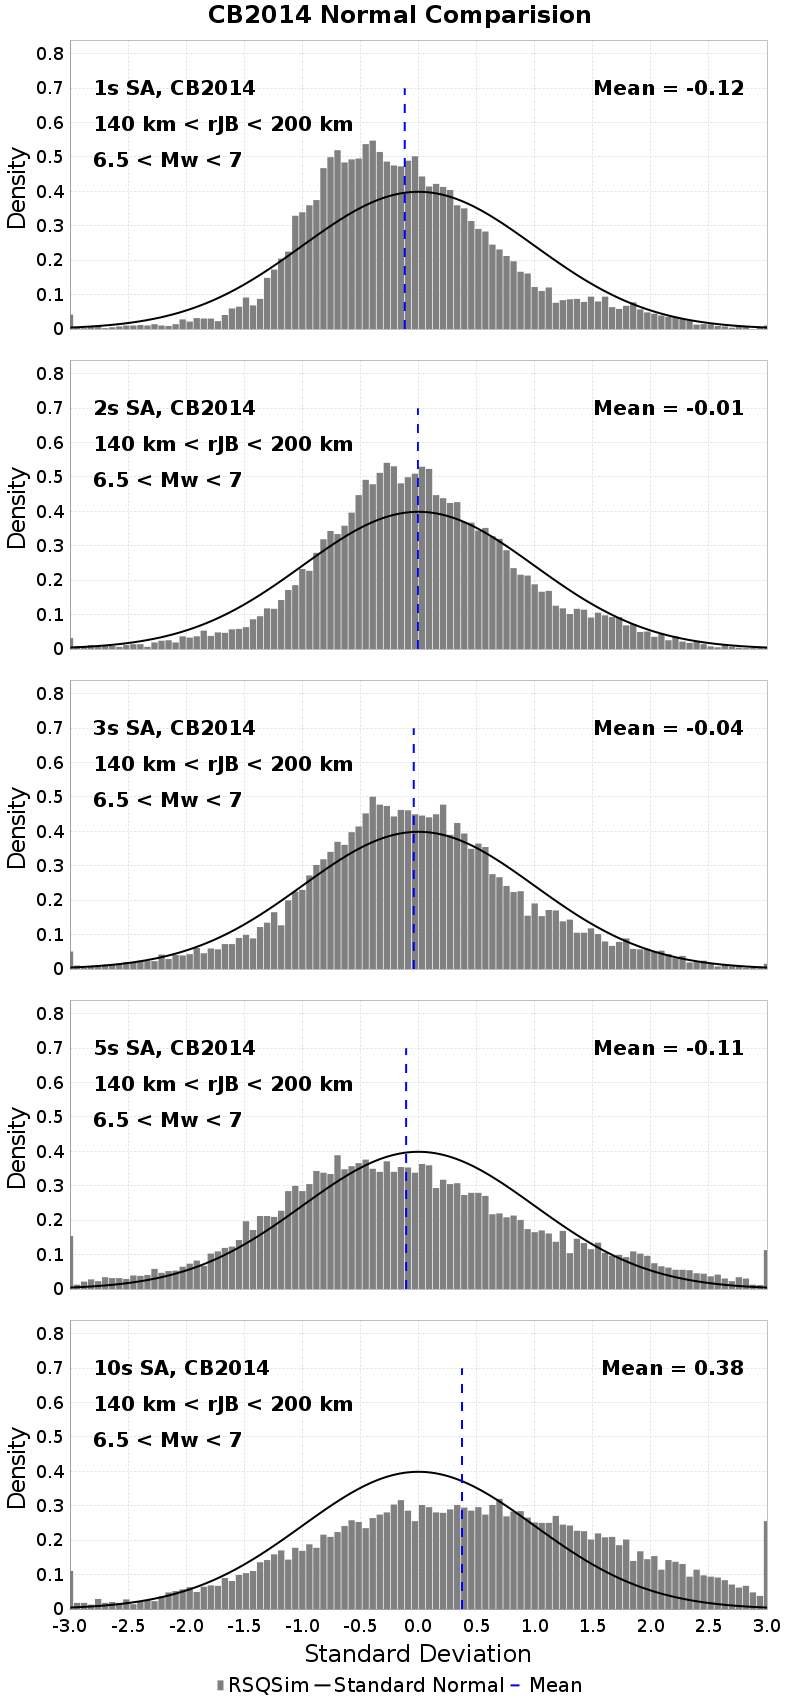 CB2014 Normal Comparision
0.8
1s SA, CB2014
Mean = -0.12
0.7
140 km < rJB < 200 km
0.6
6.5 < Mw < 7
0.5
0.4
0.3
0.2
0.1
0
Density
0.8
2s SA, CB2014
Mean = -0.01
0.7
140 km < rJB < 200 km
0.6
6.5 < Mw < 7
0.5
0.4
0.3
0.2
0.1
0
Density
0.8
3s SA, CB2014
Mean = -0.04
0.7
140 km < rJB < 200 km
0.6
6.5 < Mw < 7
0.5
0.4
0.3
0.2
0.1
0
Density
0.8
5s SA, CB2014
Mean = -0.11
0.7
140 km < rJB < 200 km
0.6
6.5 < Mw < 7
0.5
0.4
0.3
0.2
0.1
0
Density
0.8
10s SA, CB2014
Mean = 0.38
0.7
140 km < rJB < 200 km
0.6
6.5 < Mw < 7
0.5
0.4
0.3
0.2
0.1
0
Density
-3.0 -2.5 -2.0 -1.5 -1.0 -0.5 0.0 0.5 1.0 1.5 2.0 2.5 3.0
Standard Deviation
RSQSim Standard Normal Mean